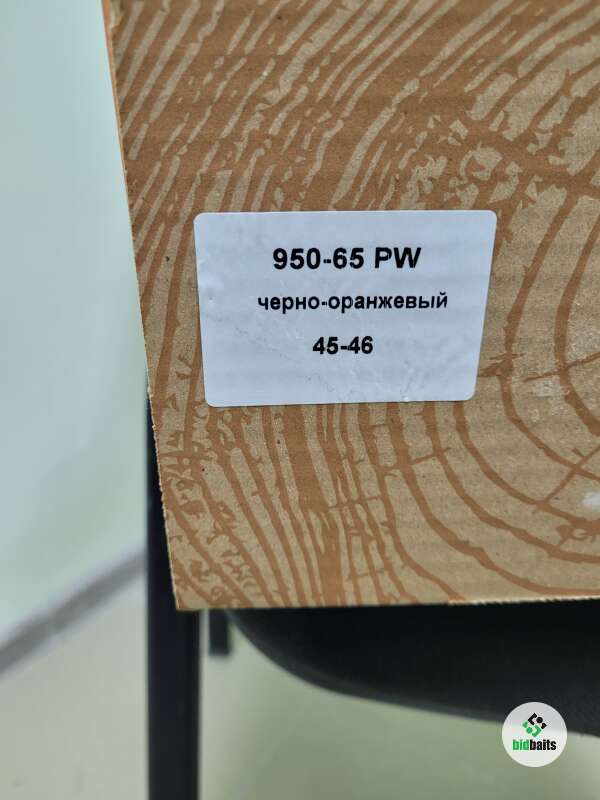 950-65 PW
черно-оранжевый
45-46
bidbaits